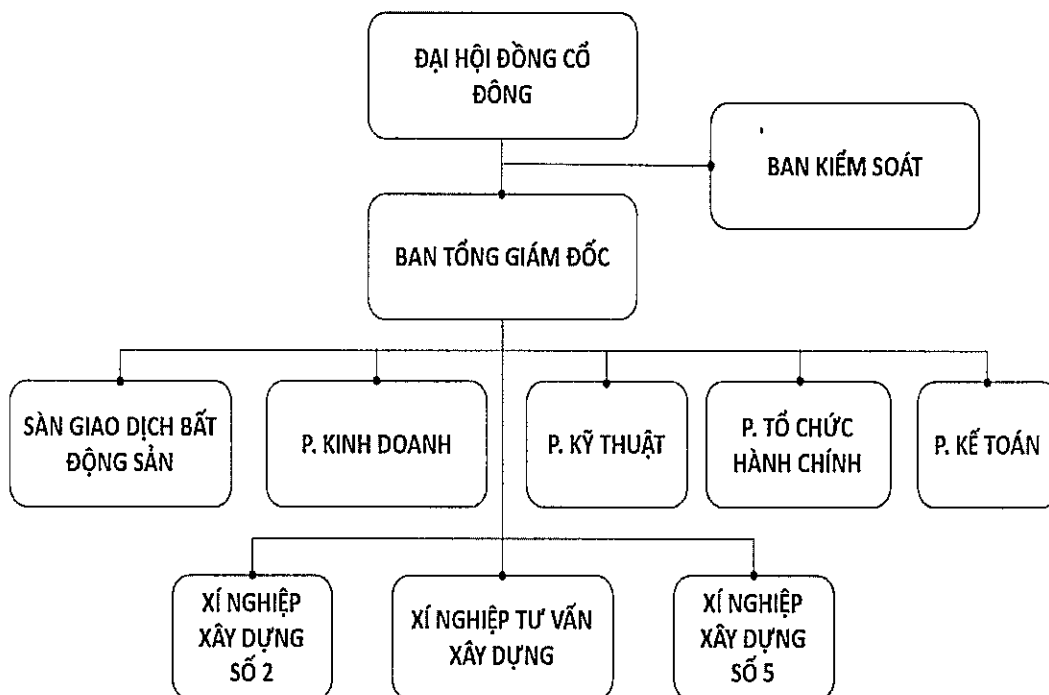 ĐẠI HỘI ĐỒNG CỔ
ĐÔNG
BAN KIỂM SOÁT
BAN TỔNG GIÁM ĐỐC
SÀN GIAO DỊCH BẤT
ĐỘNG SẢN
P. KINH DOANH
P. KỸ THUẬT
P. TỔ CHỨC
HÀNH CHÍNH
P. KẾ TOÁN
XÍ NGHIỆP
XÂY DỰNG
SỐ 2
XÍ NGHIỆP TƯ VẤN
XÂY DỰNG
XÍ NGHIỆP
XÂY DỰNG
SỐ 5